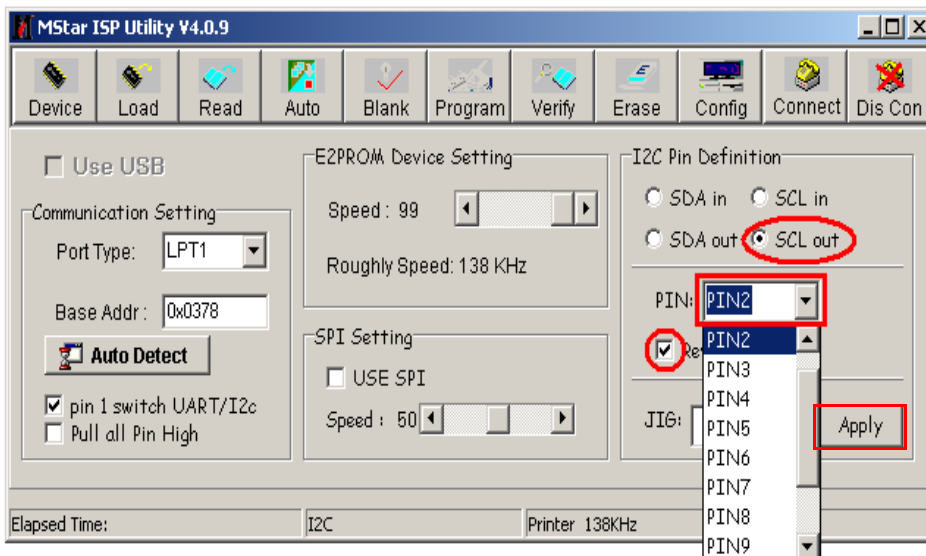 MStar ISP Utility V4.0.9
Device Load Read Auto Blank Program Verify Erase Config Connect Dis Con
Use USB
Communication Setting
Port Type: LPT1
Base Addr: 0x0378
Auto Detect
pin 1 switch UART/I2c
Pull all Pin High
E2PROM Device Setting
Speed: 99
Roughly Speed: 138 KHz
SPI Setting
USE SPI
Speed: 50
I2C Pin Definition
SDA in SCL in
SDA out SCL out
PIN: PIN2
PIN2
PIN3
PIN4
PIN5
PIN6
PIN7
PIN8
PIN9
JIG:
Apply
Elapsed Time: I2C Printer 138KHz